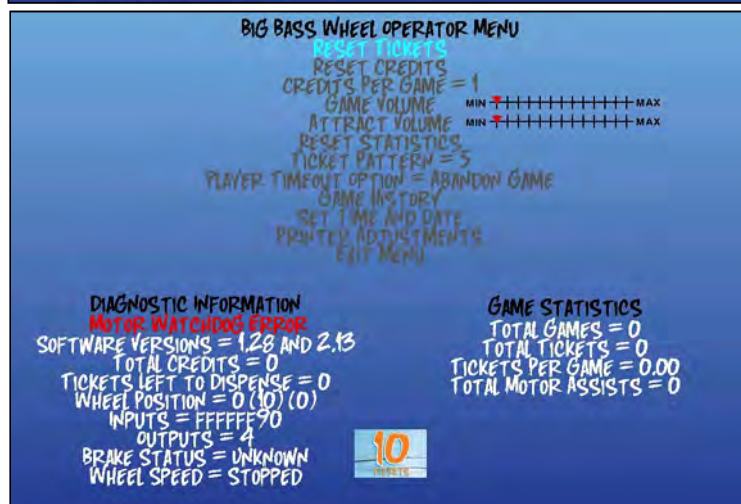 BIG BASS WHEEL OPERATOR MENU
RESET TICKETS
RESET CREDITS
CREDITS PER GAME = 1
GAME VOLUME MIN MAX
ATTRACT VOLUME MIN MAX
RESET STATISTICS
TICKET PATTERN = 5
PLAYER TIMEOUT OPTION = ABANDON GAME
GAME HISTORY
SET TIME AND DATE
PRINTER ADJUSTMENTS
EXIT MENU
DIAGNOSTIC INFORMATION
MOTOR WATCHDOG ERROR
SOFTWARE VERSIONS = 1.28 AND 2.13
TOTAL CREDITS = 0
TICKETS LEFT TO DISPENSE = 0
WHEEL POSITION = 0 (10) (0)
INPUTS = FFFFFF90
OUTPUTS = 4
BRAKE STATUS = UNKNOWN
WHEEL SPEED = STOPPED
GAME STATISTICS
TOTAL GAMES = 0
TOTAL TICKETS = 0
TICKETS PER GAME = 0.00
TOTAL MOTOR ASSISTS = 0
10
TICKETS